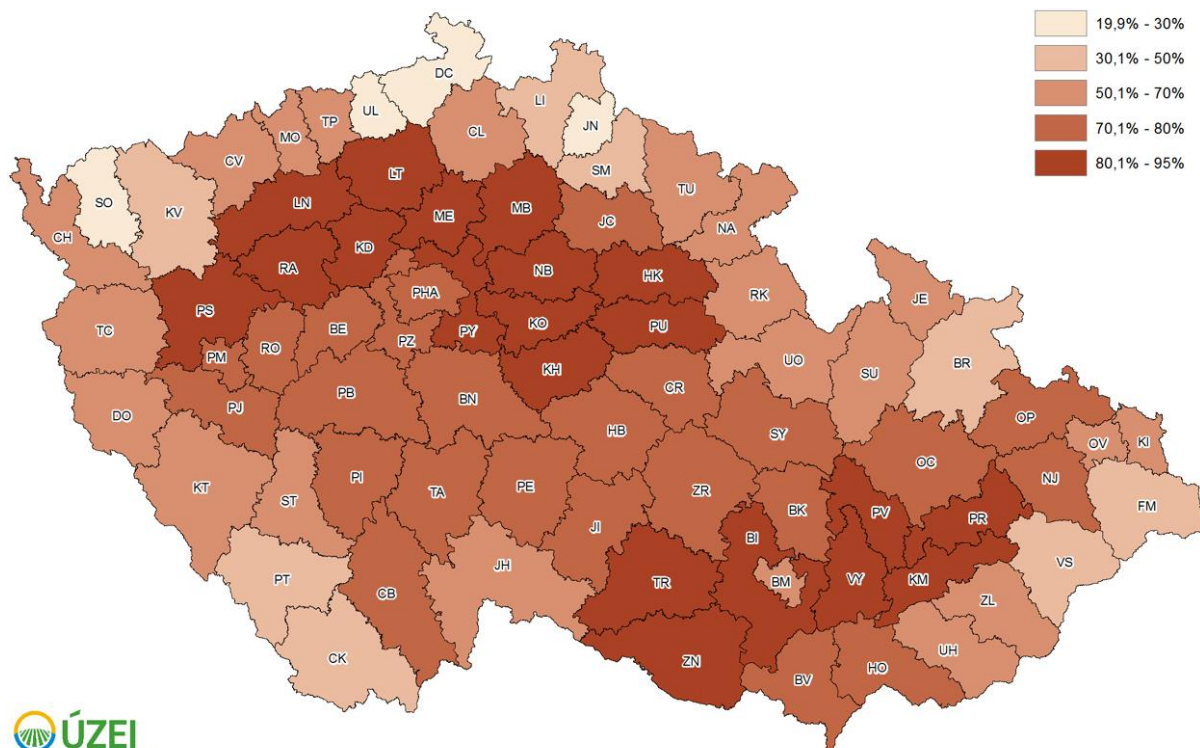 19,9% - 30%
30,1% - 50%
50,1% - 70%
70,1% - 80%
80,1% - 95%
DC
UL
LI
JN
TP
MO
CL
CV
SM
LT
TU
SO
KV
LN
ME
MB
JC
NA
CH
KD
RA
NB
HK
PHA
RK
JE
PS
TC
BE
PY
KO
PU
PM
RO
PZ
UO
SU
BR
KH
DO
PJ
PB
BN
CR
OP
HB
SY
OV
KI
OC
NJ
KT
ST
PI
TA
PE
ZR
BK
PV
PR
FM
JI
BI
VS
PT
JH
CB
TR
BM
VY
KM
ZL
CK
ZN
UH
BV
HO
ÚZEI